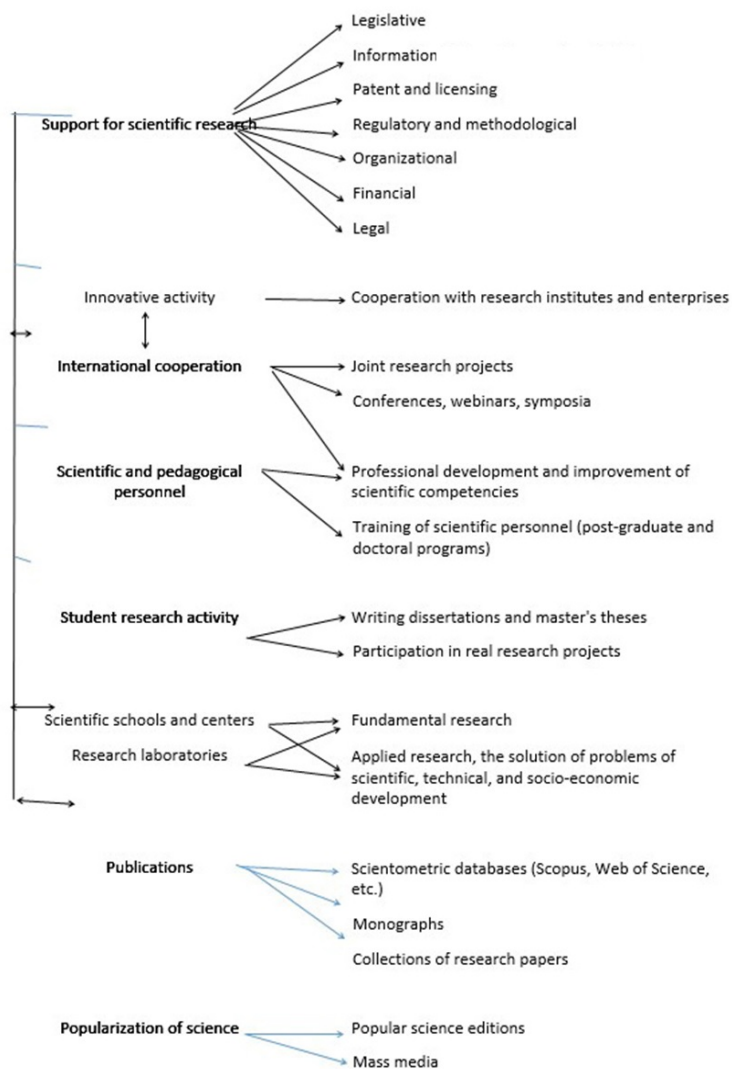 Legislative
Information
Patent and licensing
Support for scientific research
Regulatory and methodological
Organizational
Financial
Legal
Innovative activity
Cooperation with research institutes and enterprises
International cooperation
Joint research projects
Conferences, webinars, symposia
Scientific and pedagogical
personnel
Professional development and improvement of
scientific competencies
Training of scientific personnel (post-graduate and
doctoral programs)
Student research activity
Writing dissertations and master's theses
Participation in real research projects
Scientific schools and centers
Fundamental research
Research laboratories
Applied research, the solution of problems of
scientific, technical, and socio-economic
development
Publications
Scientometric databases (Scopus, Web of Science,
etc.)
Monographs
Collections of research papers
Popularization of science
Popular science editions
Mass media